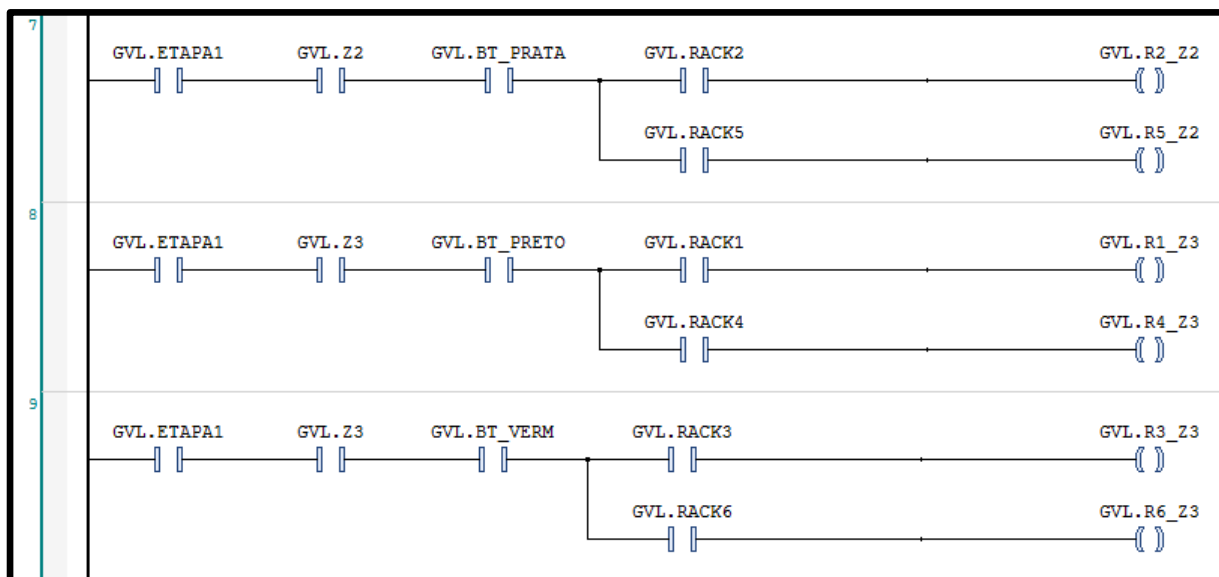 7
GVL.ETAPA1 GVL.Z2 GVL.BT_PRATA GVL.RACK2 GVL.R2_Z2
GVL.RACK5 GVL.R5_Z2
8
GVL.ETAPA1 GVL.Z3 GVL.BT_PRETO GVL.RACK1 GVL.R1_Z3
GVL.RACK4 GVL.R4_Z3
9
GVL.ETAPA1 GVL.Z3 GVL.BT_VERM GVL.RACK3 GVL.R3_Z3
GVL.RACK6 GVL.R6_Z3